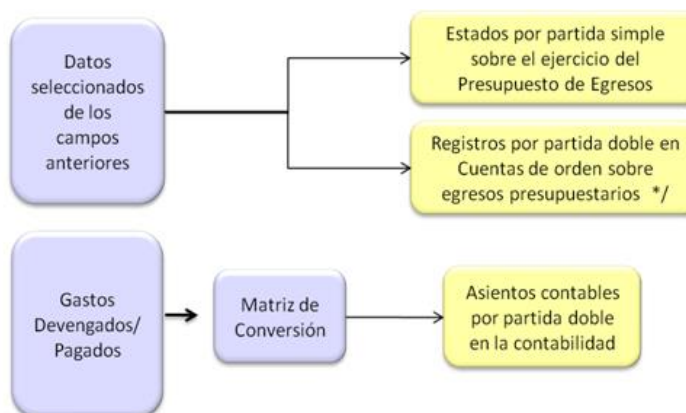 Datos
seleccionados
de los
campos
anteriores
Estados por partida simple
sobre el ejercicio del
Presupuesto de Egresos
Registros por partida doble en
Cuentas de orden sobre
egresos presupuestarios */
Gastos
Devengados/
Pagados
Matriz de
Conversión
Asientos contables
por partida doble
en la contabilidad